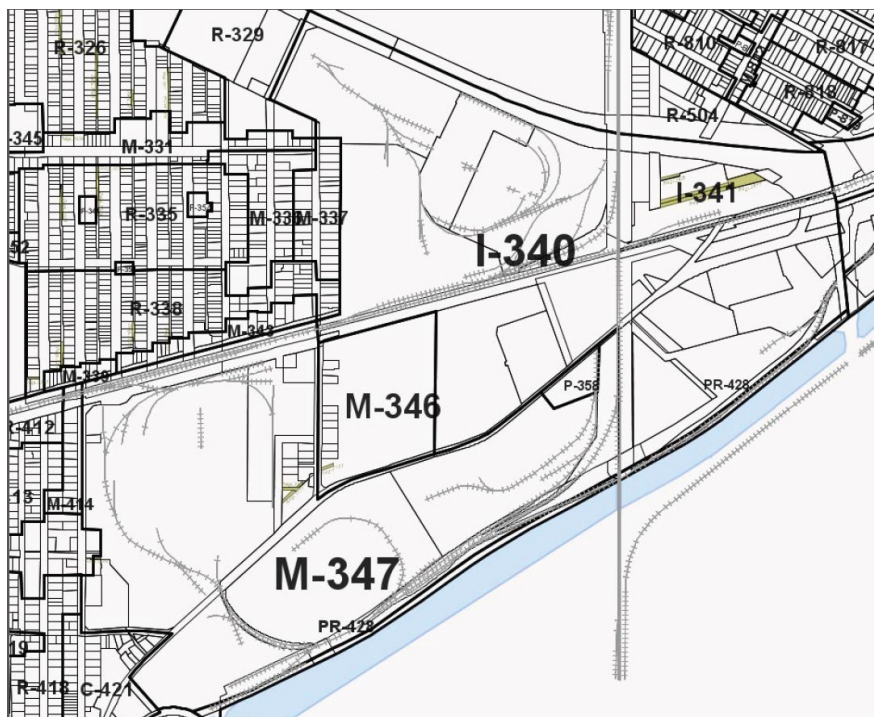 R-329
R-326
R-810
R-817
R-818
R-504
-345
M-331
I-341
R-335
M-336
M-337
I-340
52
R-338
M-343
M-339
P-358
PR-428
M-346
R-412
13
M-414
M-347
PR-428
19
R-418
C-421